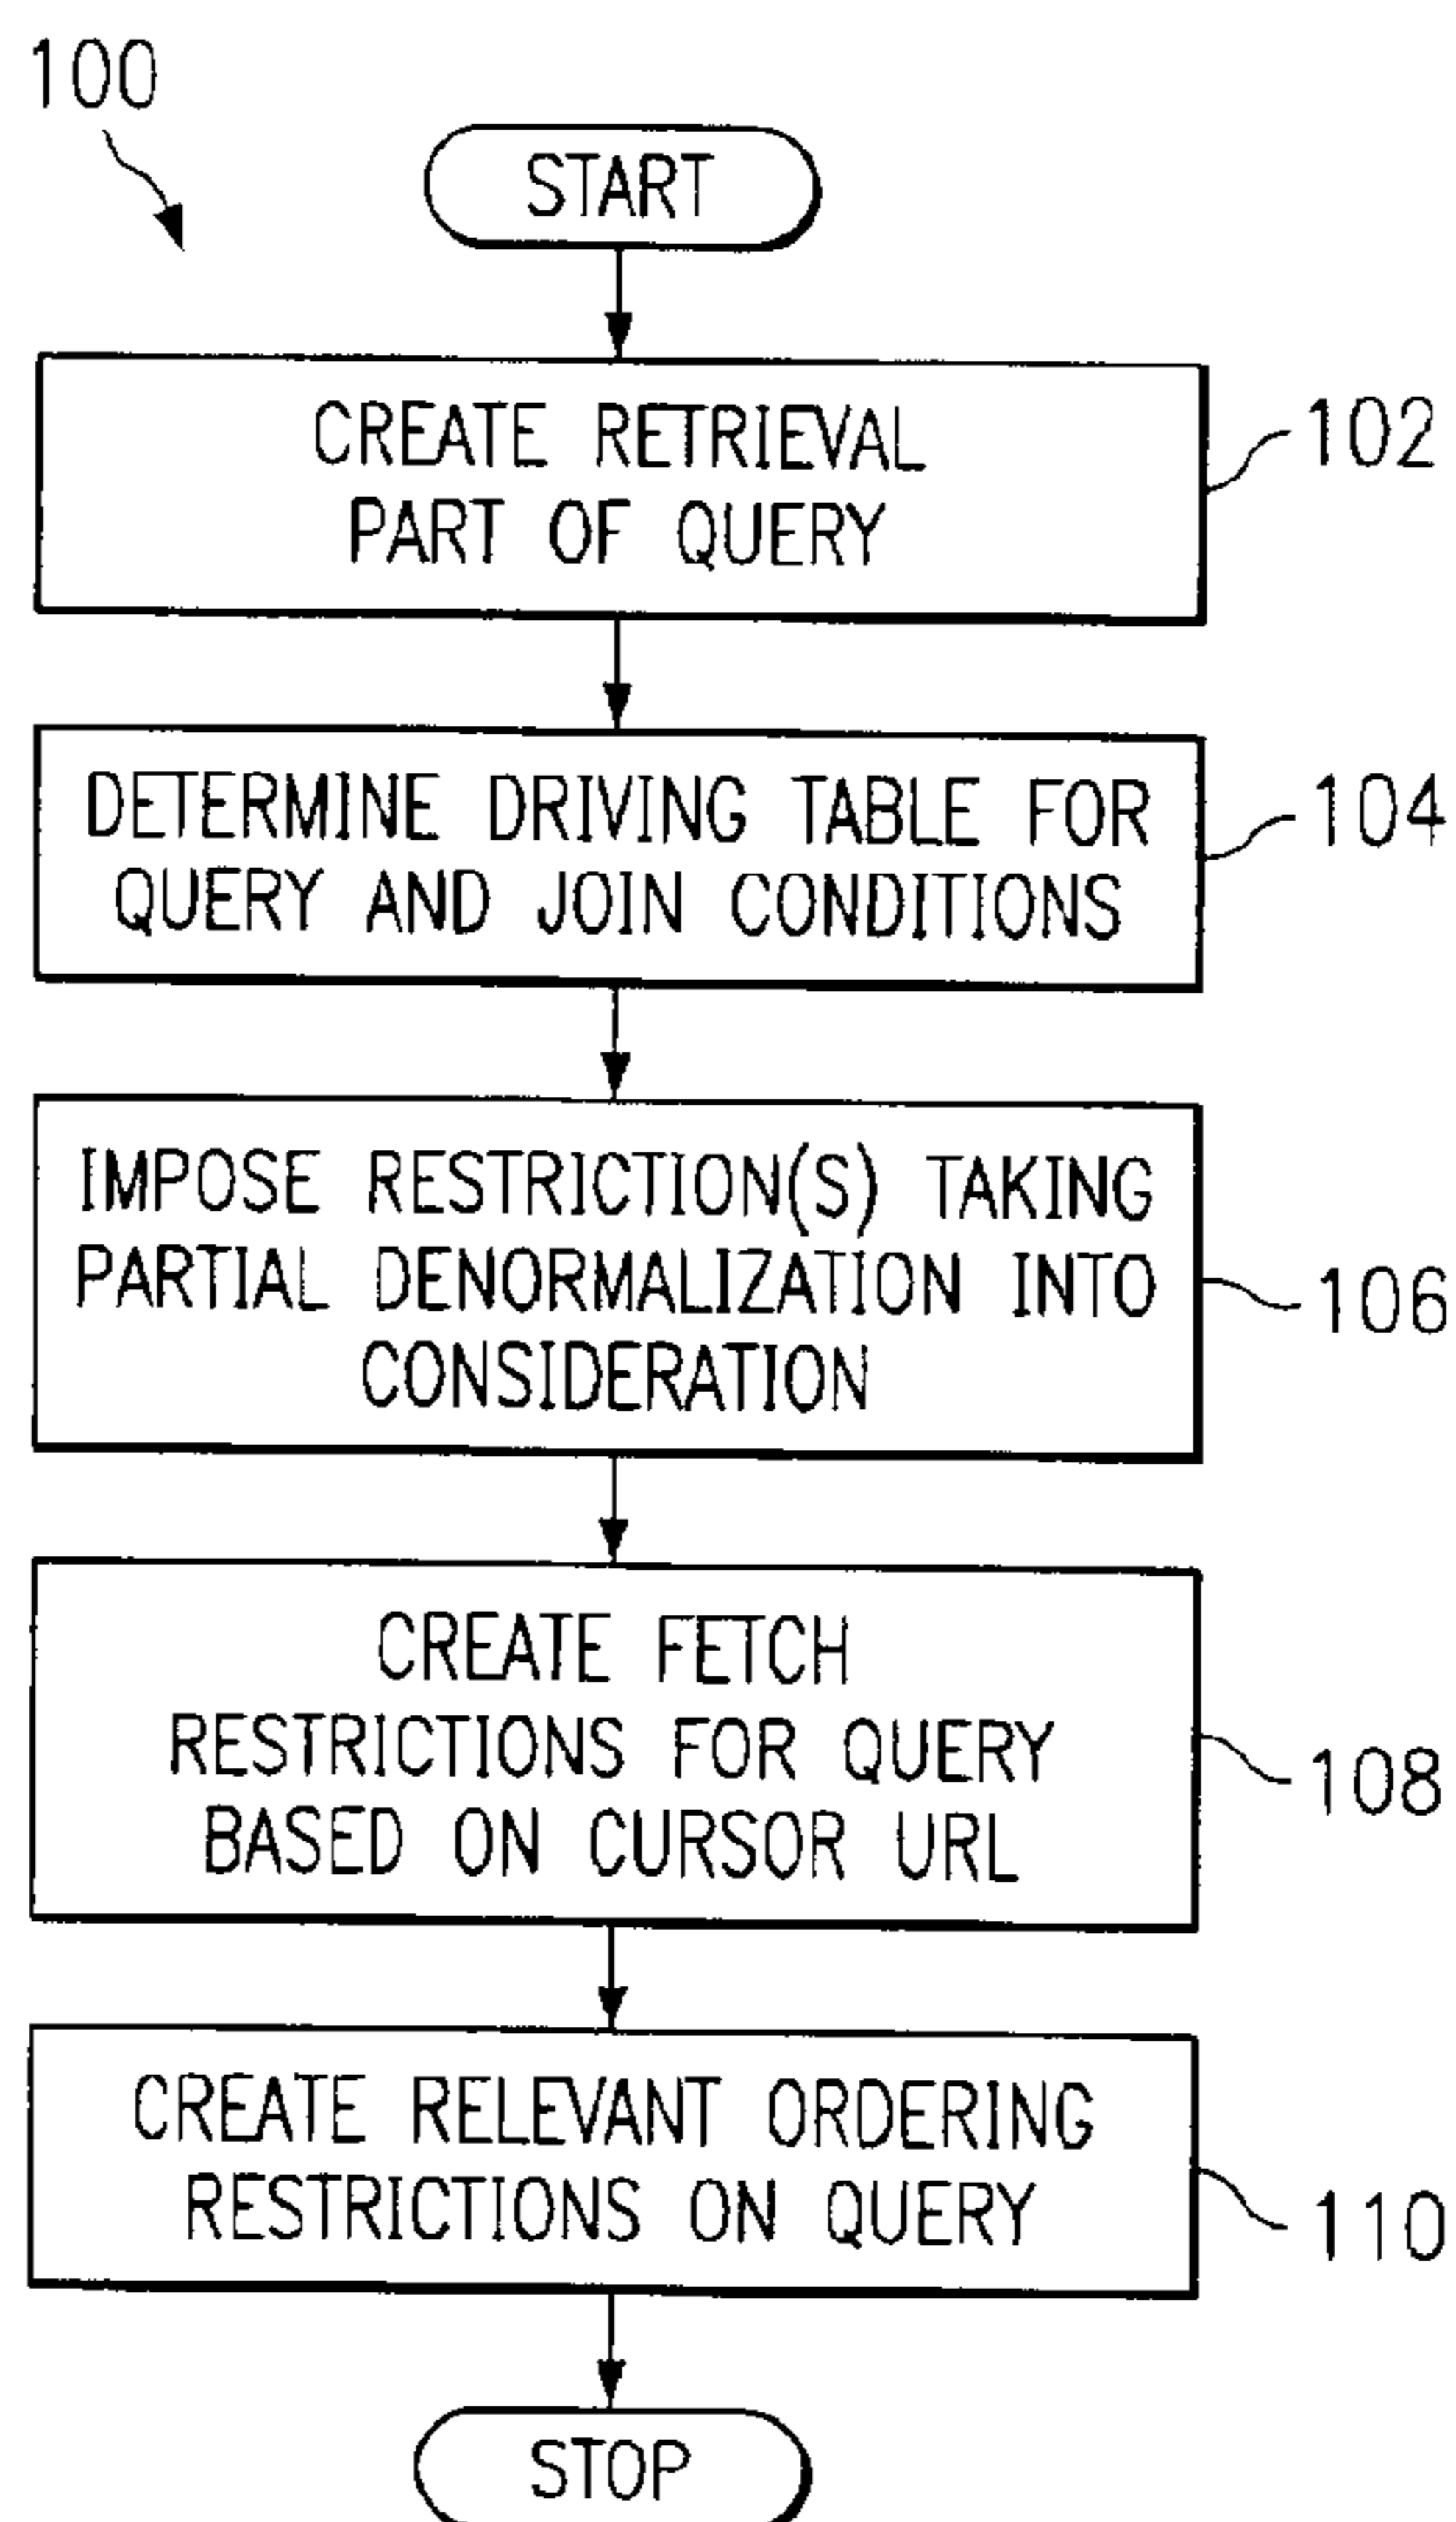 100
START
CREATE RETRIEVAL
PART OF QUERY
102
DETERMINE DRIVING TABLE FOR
QUERY AND JOIN CONDITIONS
104
IMPOSE RESTRICTION(S) TAKING
PARTIAL DENORMALIZATION INTO
CONSIDERATION
106
CREATE FETCH
RESTRICTIONS FOR QUERY
BASED ON CURSOR URL
108
CREATE RELEVANT ORDERING
RESTRICTIONS ON QUERY
110
STOP